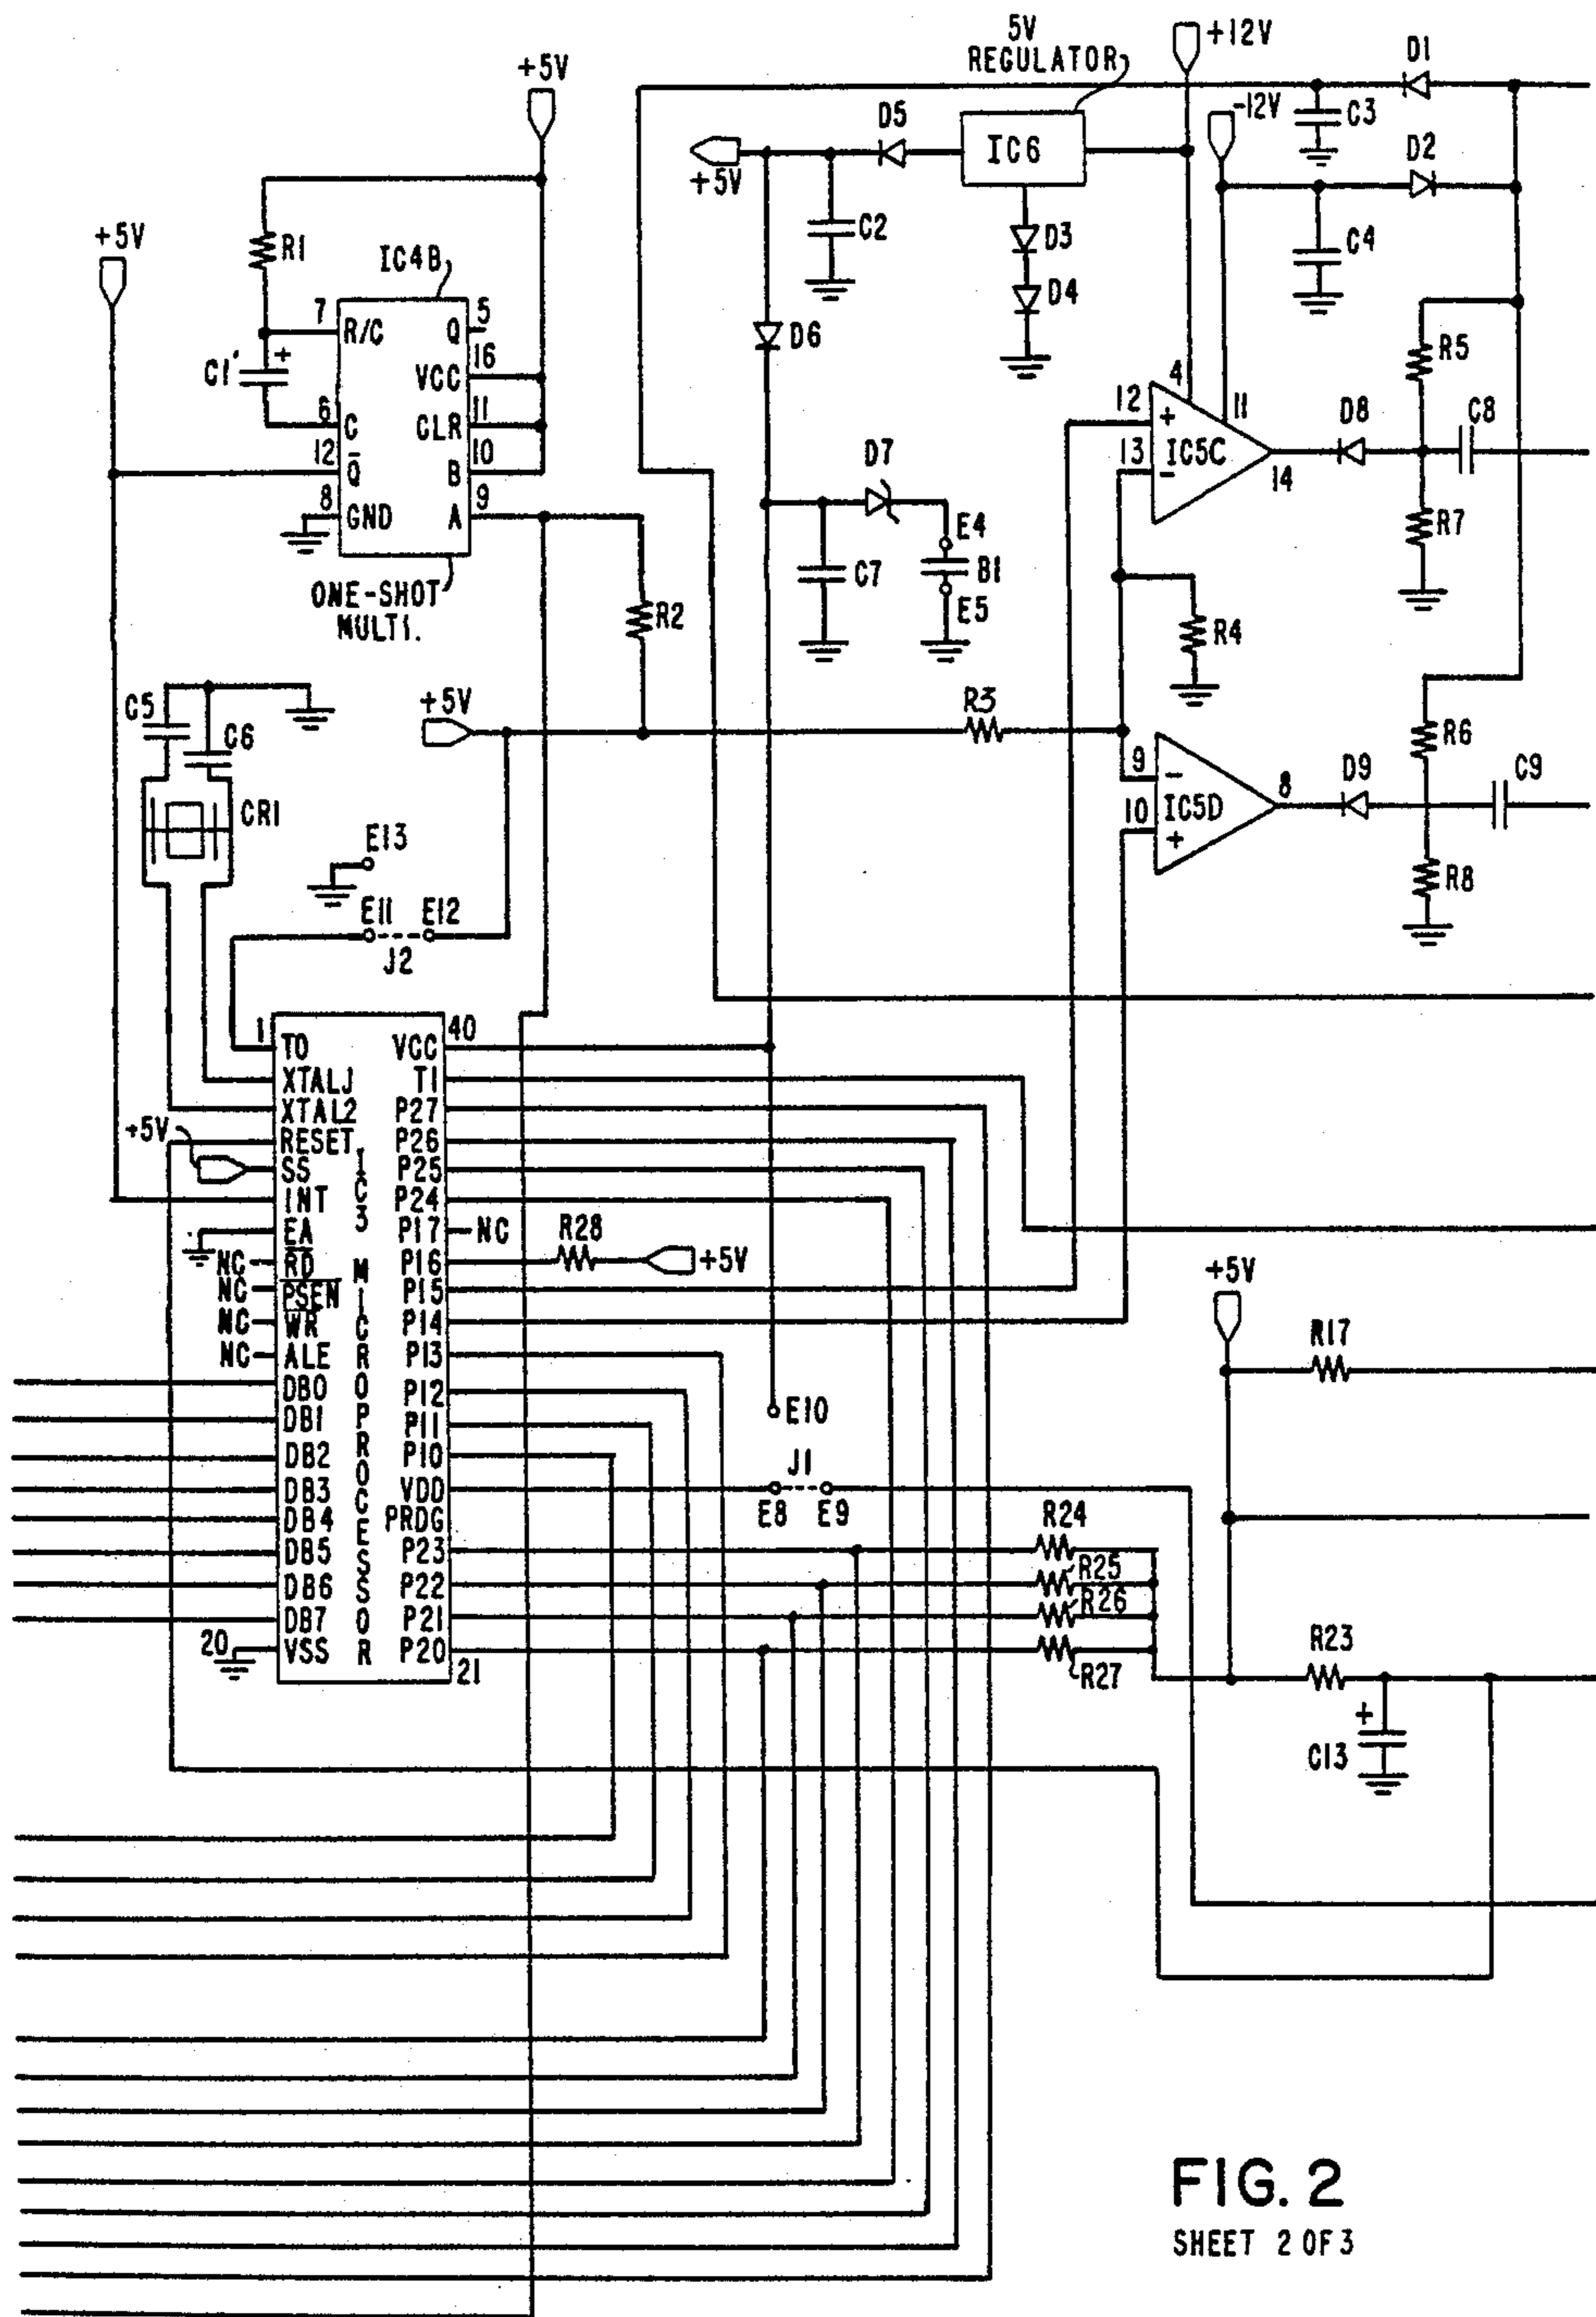 +5V
5V
REGULATOR
+12V
D1
-12V
C3
D5
IC6
D2
+5V
C2
D3
C4
+5V
R1
IC4B
D4
7
R/C
Q
5
D6
R5
C1'
+
16
VCC
4
6
C
11
CLR
12
+
11
D8
C8
12
Q̅
10
B
13
-
IC5C
14
8
GND
9
A
D7
E4
R7
C7
B1
ONE-SHOT
MULTI.
R2
E5
R4
C5
+5V
R3
C6
R6
9
-
8
D9
C9
CR1
10
IC5D
+
E13
R8
E11
E12
J2
1
40
TO
VCC
XTAL1
T1
XTAL2
P27
+5V
RESET
P26
SS
P25
INT
P24
EA
P17
NC
R28
NC
R̅D̅
P16
+5V
+5V
NC
P̅S̅E̅N̅
P15
NC
W̅R̅
P14
R17
NC
ALE
P13
DB0
P12
E10
DB1
P11
DB2
P10
J1
DB3
VDD
E8
E9
DB4
PRDG
R24
DB5
P23
R25
DB6
P22
R26
DB7
P21
20
VSS
P20
R23
21
R27
IC3 MICROPROCESSOR
+
C13
FIG. 2
SHEET 2 OF 3